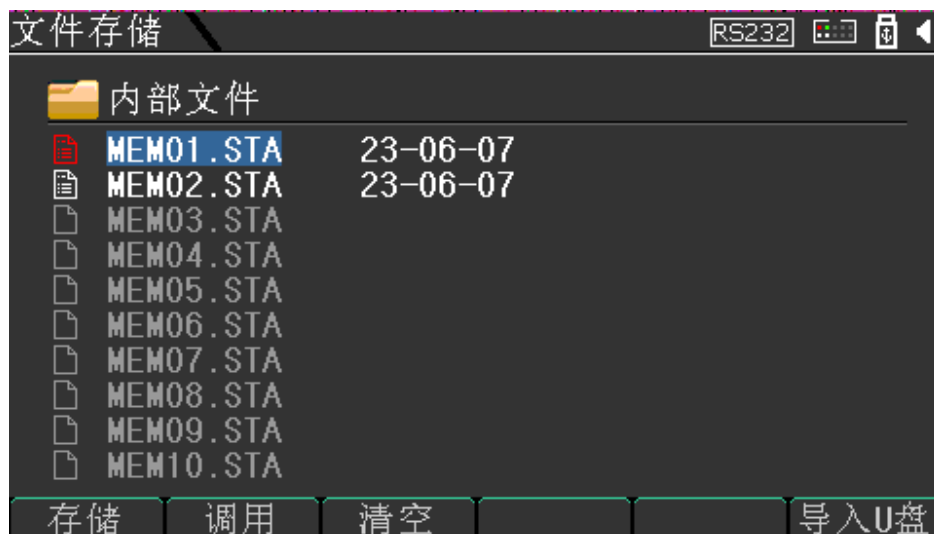 文件存储 RS232
内部文件
MEM01.STA 23-06-07
MEM02.STA 23-06-07
MEM03.STA
MEM04.STA
MEM05.STA
MEM06.STA
MEM07.STA
MEM08.STA
MEM09.STA
MEM10.STA
存储 调用 清空 导入U盘